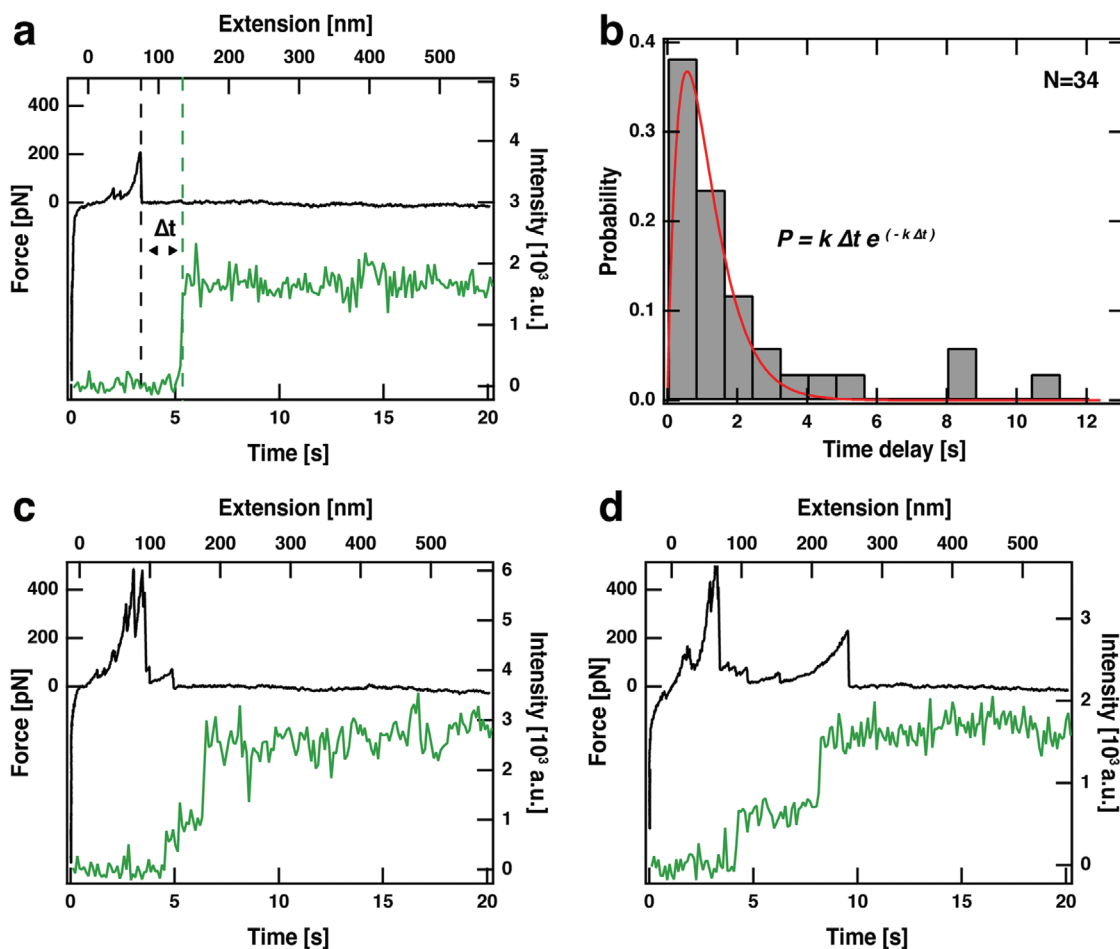 a
Extension [nm]
0 100 200 300 400 500
Force [pN]
400
200
0
Δt
5
4
3
2
1
0
Intensity [10³ a.u.]
0 5 10 15 20
Time [s]
b
N=34
Probability
0.4
0.3
0.2
0.1
0.0
P = k Δt e^(- k Δt)
0 2 4 6 8 10 12
Time delay [s]
c
Extension [nm]
0 100 200 300 400 500
Force [pN]
400
200
0
6
5
4
3
2
1
0
Intensity [10³ a.u.]
0 5 10 15 20
Time [s]
d
Extension [nm]
0 100 200 300 400 500
Force [pN]
400
200
0
3
2
1
0
Intensity [10³ a.u.]
0 5 10 15 20
Time [s]